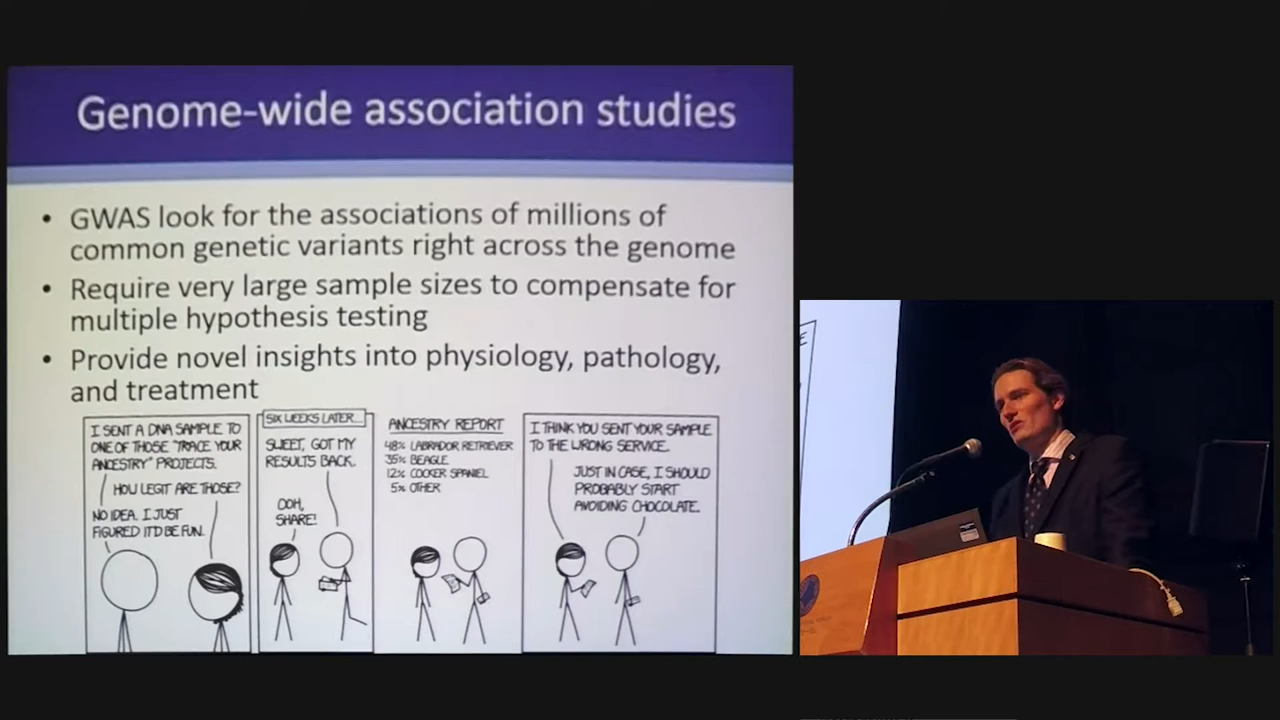 Genome-wide association studies
• GWAS look for the associations of millions of
common genetic variants right across the genome
• Require very large sample sizes to compensate for
multiple hypothesis testing
• Provide novel insights into physiology, pathology,
and treatment
I SENT A DNA SAMPLE TO
ONE OF THOSE "TRACE YOUR
ANCESTRY" PROJECTS.
HOW LEGIT ARE THOSE?
NO IDEA. I JUST
FIGURED IT'D BE FUN.
SIX WEEKS LATER...
SWEET, GOT MY
RESULTS BACK.
OOH,
SHARE!
ANCESTRY REPORT
48% LABRADOR RETRIEVER
35% BEAGLE
12% COCKER SPANIEL
5% OTHER
I THINK YOU SENT YOUR SAMPLE
TO THE WRONG SERVICE.
JUST IN CASE, I SHOULD
PROBABLY START
AVOIDING CHOCOLATE.
E